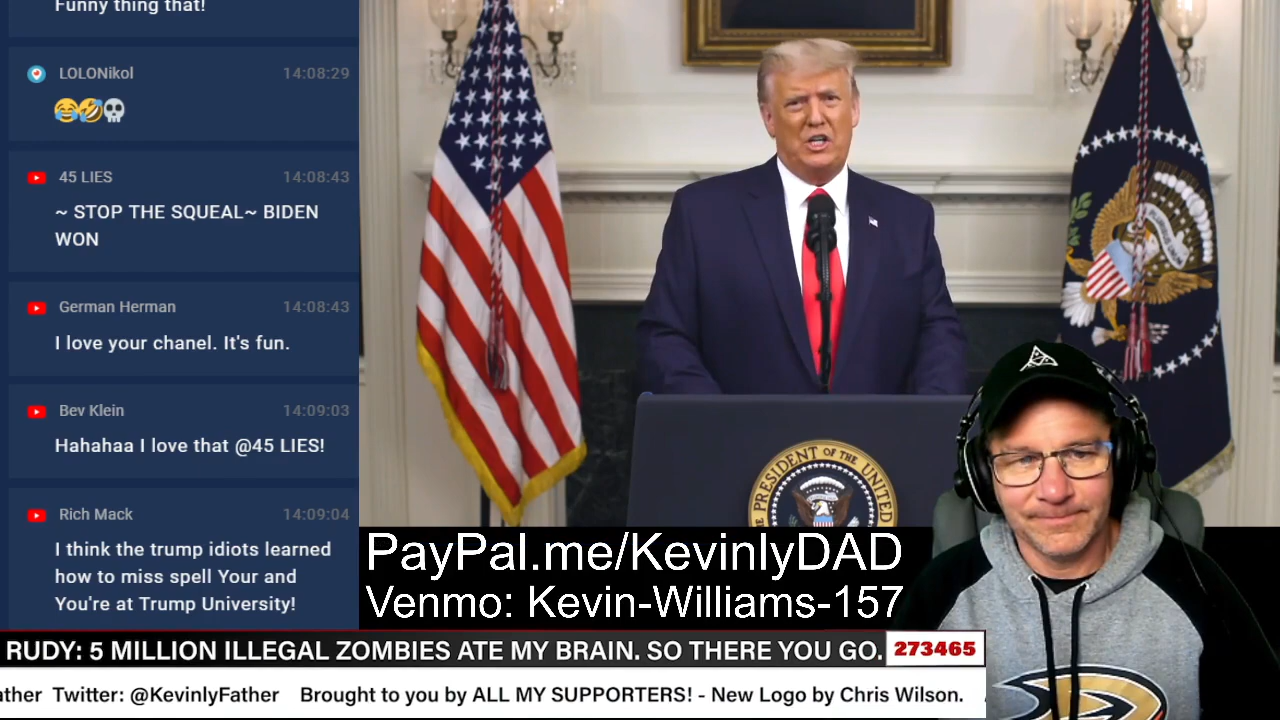 Funny thing that!
LOLONikol 14:08:29
😂🤣💀
45 LIES 14:08:43
~ STOP THE SQUEAL~ BIDEN
WON
German Herman 14:08:43
I love your chanel. It's fun.
Bev Klein 14:09:03
Hahahaa I love that @45 LIES!
Rich Mack 14:09:04
I think the trump idiots learned
how to miss spell Your and
You're at Trump University!
PRESIDENT OF THE UNITED
PayPal.me/KevinlyDAD
Venmo: Kevin-Williams-157
RUDY: 5 MILLION ILLEGAL ZOMBIES ATE MY BRAIN. SO THERE YOU GO. 273465
ather Twitter: @KevinlyFather Brought to you by ALL MY SUPPORTERS! - New Logo by Chris Wilson.